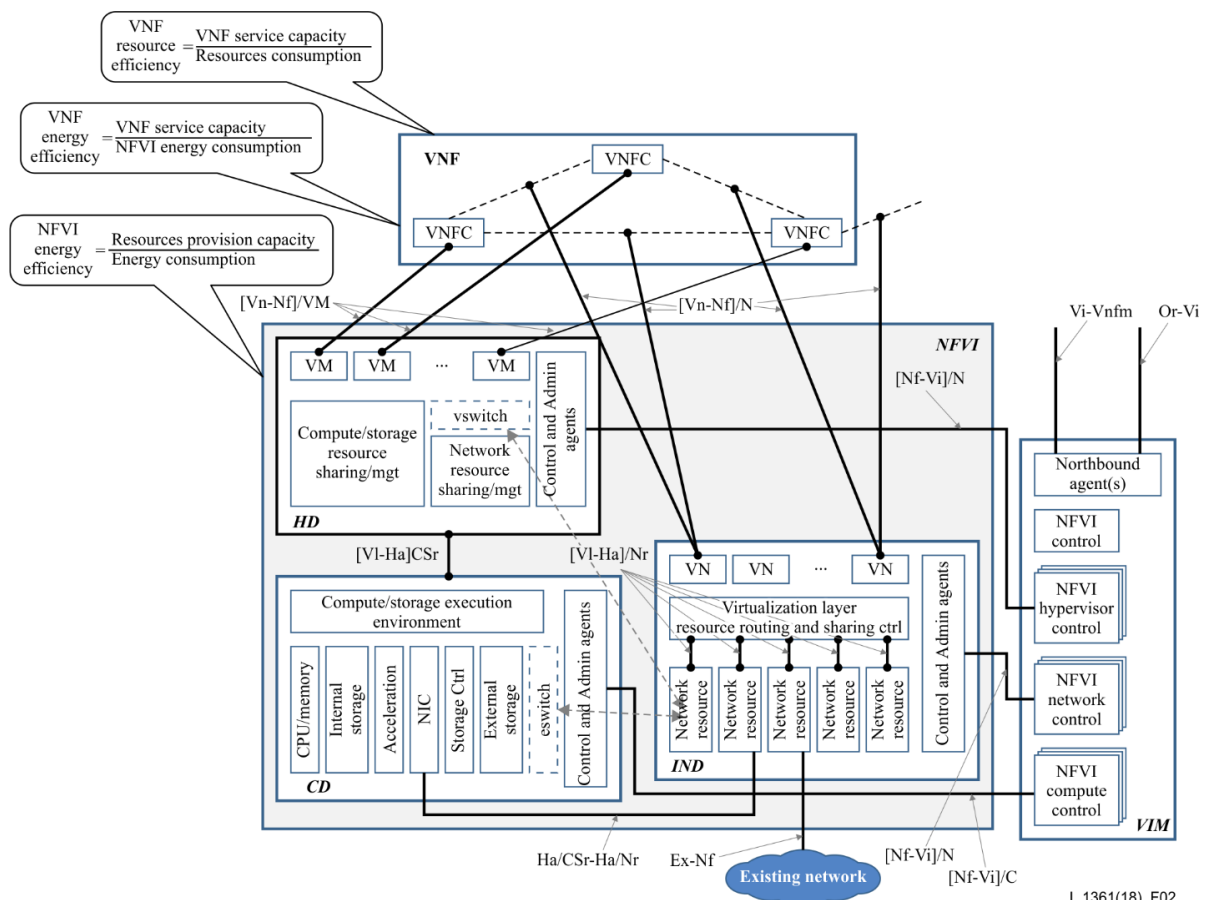 VNF
resource
efficiency
=
VNF service capacity
Resources consumption
VNF
energy
efficiency
=
VNF service capacity
NFVI energy consumption
NFVI
energy
efficiency
=
Resources provision capacity
Energy consumption
VNF
VNFC
VNFC
VNFC
[Vn-Nf]/VM
[Vn-Nf]/N
Vi-Vnfm
Or-Vi
NFVI
[Nf-Vi]/N
VM
VM
...
VM
Control and Admin
agents
vswitch
Compute/storage
resource
sharing/mgt
Network
resource
sharing/mgt
HD
Northbound
agent(s)
NFVI
control
NFVI
hypervisor
control
NFVI
network
control
NFVI
compute
control
VIM
[Vl-Ha]CSr
[Vl-Ha]/Nr
VN
VN
...
VN
Control and Admin agents
Virtualization layer
resource routing and sharing ctrl
Network
resource
Network
resource
Network
resource
Network
resource
Network
resource
IND
Compute/storage execution
environment
CPU/memory
Internal
storage
Acceleration
NIC
Storage Ctrl
External
storage
eswitch
Control and Admin agents
CD
Ha/CSr-Ha/Nr
Ex-Nf
[Nf-Vi]/N
[Nf-Vi]/C
Existing network
L.1361(18)_F02